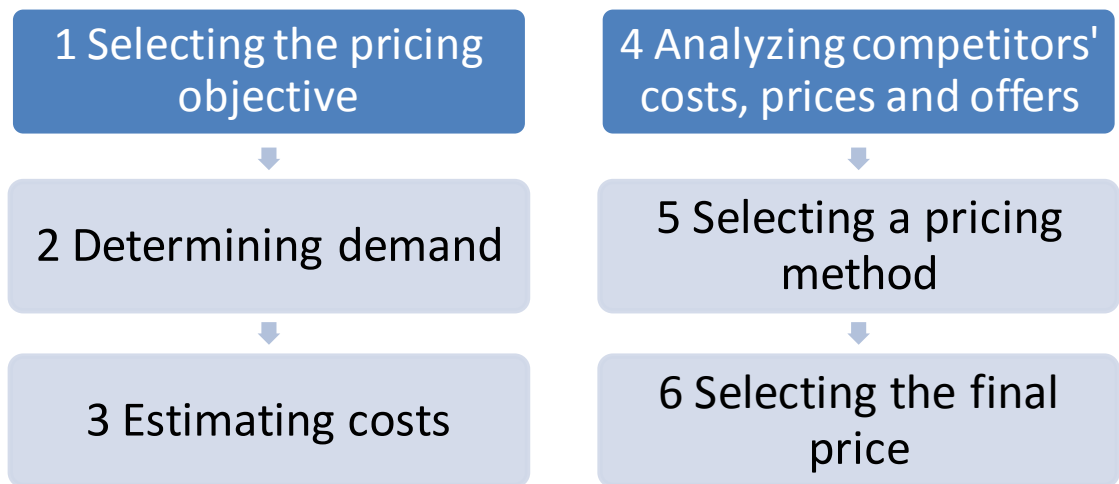 1 Selecting the pricing
objective
2 Determining demand
3 Estimating costs
4 Analyzing competitors'
costs, prices and offers
5 Selecting a pricing
method
6 Selecting the final
price